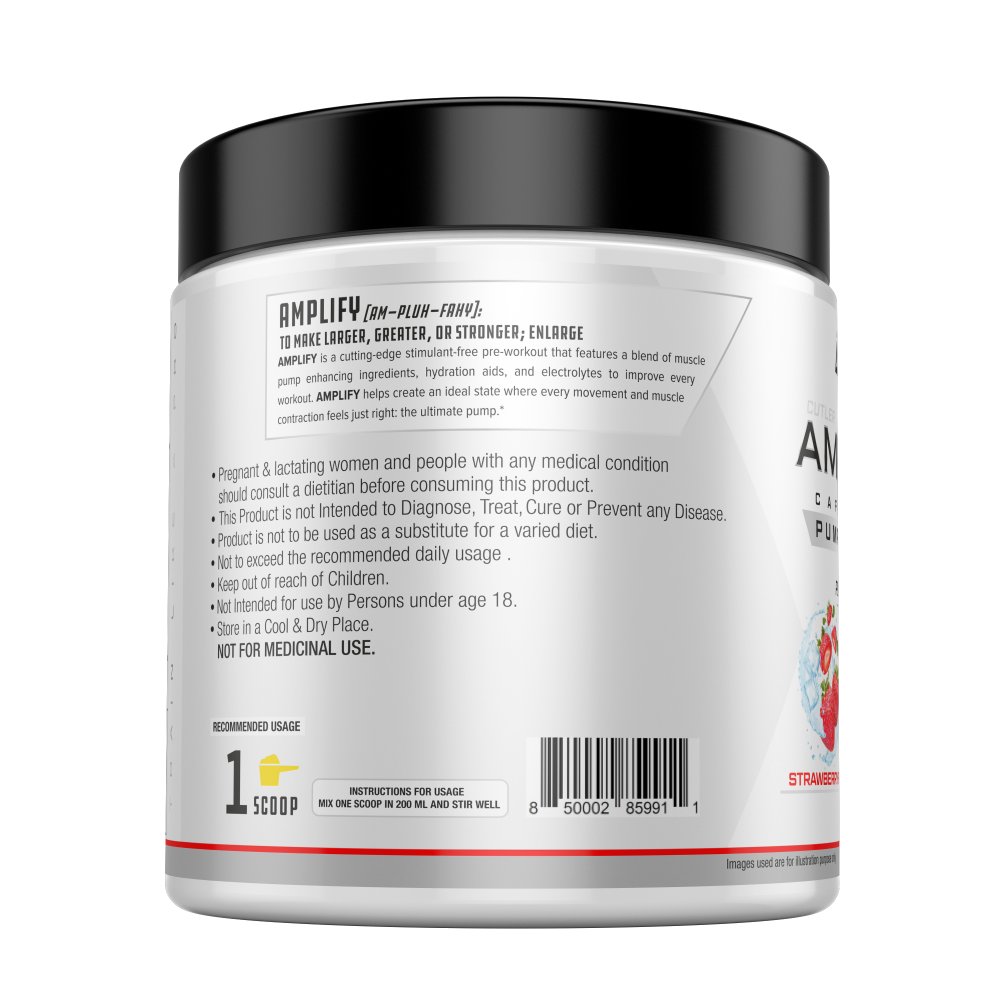 AMPLIFY [AM-PLUH-FAHY]:
TO MAKE LARGER, GREATER, OR STRONGER; ENLARGE
AMPLIFY is a cutting-edge stimulant-free pre-workout that features a blend of muscle
pump enhancing ingredients, hydration aids, and electrolytes to improve every
workout. AMPLIFY helps create an ideal state where every movement and muscle
contraction feels just right: the ultimate pump.*
• Pregnant & lactating women and people with any medical condition
should consult a dietitian before consuming this product.
• This Product is not Intended to Diagnose, Treat, Cure or Prevent any Disease.
• Product is not to be used as a substitute for a varied diet.
• Not to exceed the recommended daily usage .
• Keep out of reach of Children.
• Not Intended for use by Persons under age 18.
• Store in a Cool & Dry Place.
NOT FOR MEDICINAL USE.
RECOMMENDED USAGE
1 SCOOP
INSTRUCTIONS FOR USAGE
MIX ONE SCOOP IN 200 ML AND STIR WELL
8 50002 85991 1
CUTLER
AM
PUM
STRAWBERR
Images used are for illustration purpose only